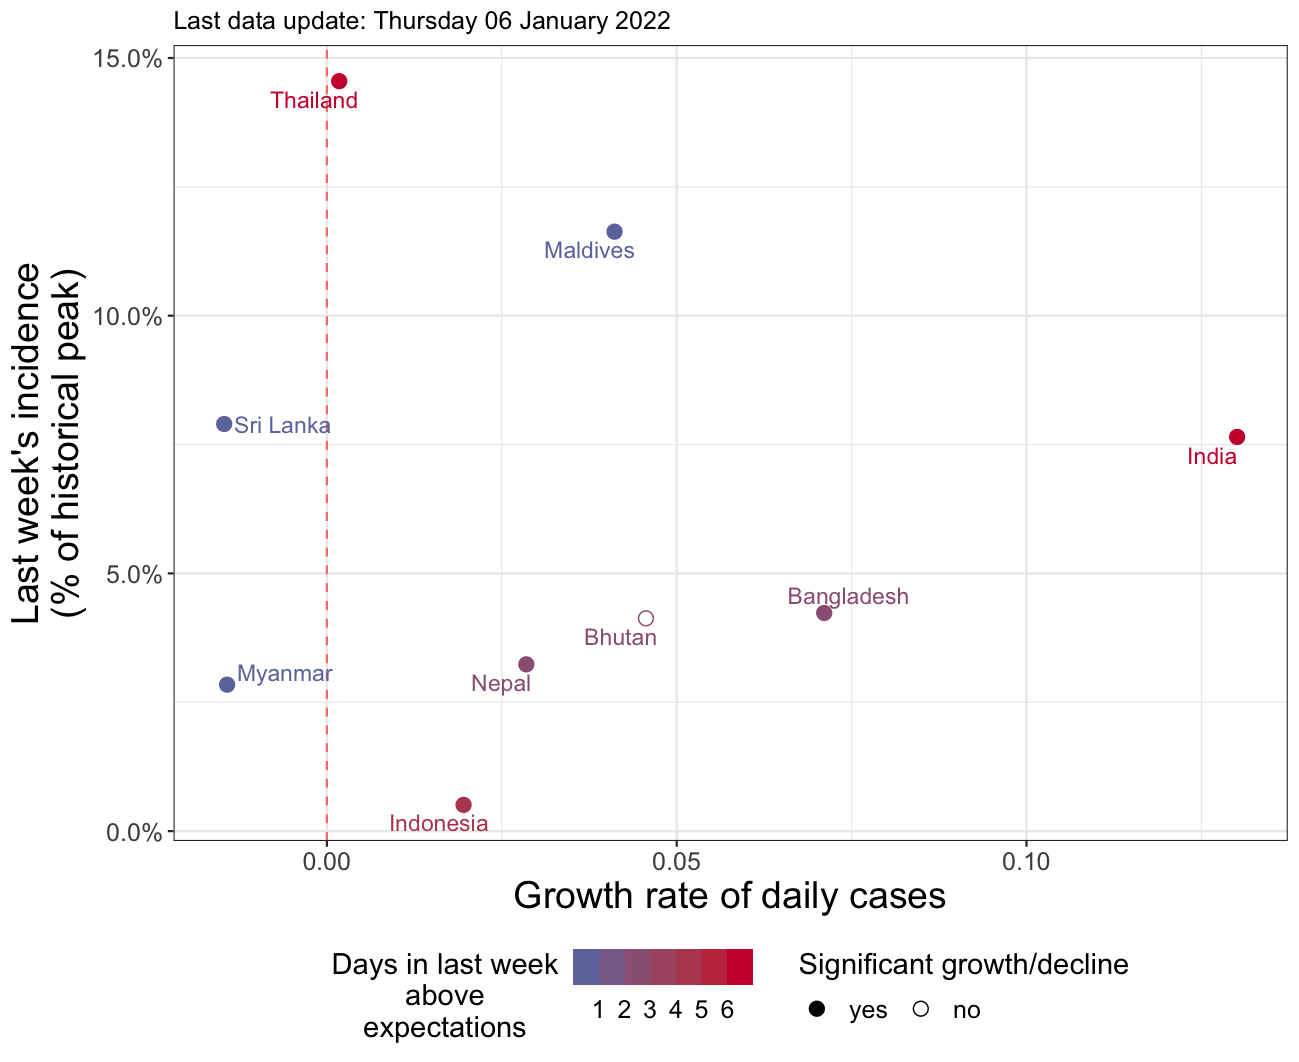 Last data update: Thursday 06 January 2022
15.0%
Thailand
Maldives
10.0%
Last week's incidence
(% of historical peak)
Sri Lanka
India
5.0%
Bangladesh
Bhutan
Myanmar
Nepal
Indonesia
0.0%
0.00 0.05 0.10
Growth rate of daily cases
Days in last week
above
expectations
1 2 3 4 5 6
Significant growth/decline
yes no